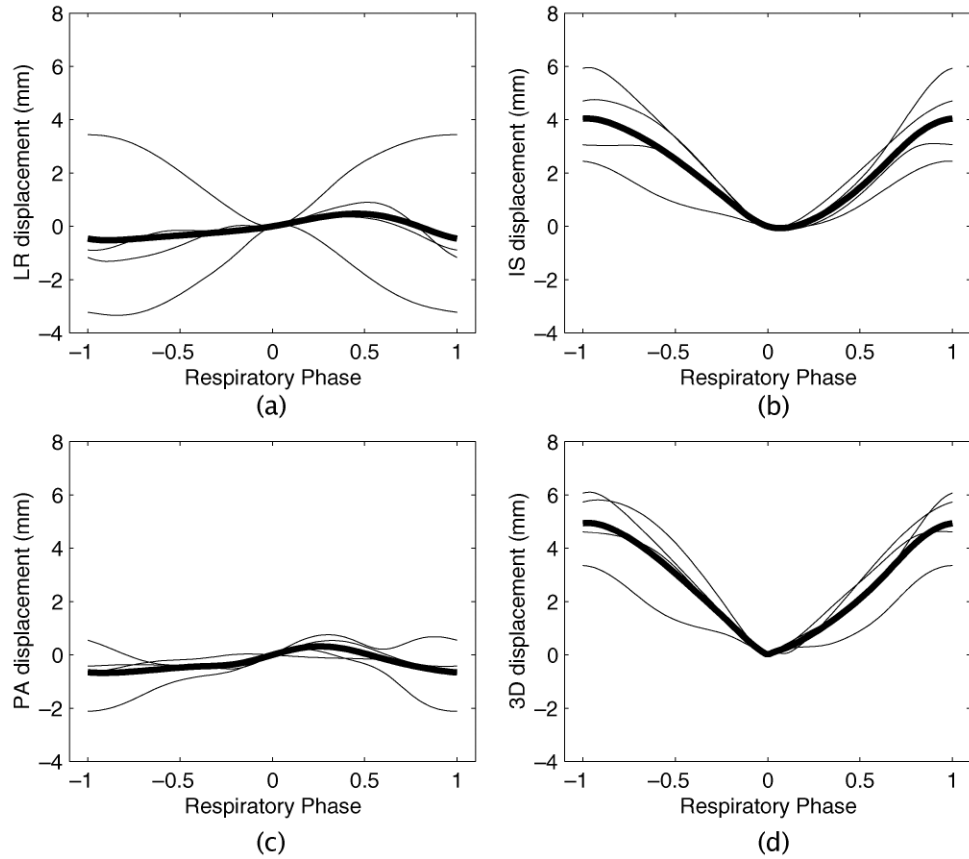 8
6
4
2
0
−2
−4
LR displacement (mm)
−1 −0.5 0 0.5 1
Respiratory Phase
(a)
8
6
4
2
0
−2
−4
IS displacement (mm)
−1 −0.5 0 0.5 1
Respiratory Phase
(b)
8
6
4
2
0
−2
−4
PA displacement (mm)
−1 −0.5 0 0.5 1
Respiratory Phase
(c)
8
6
4
2
0
−2
−4
3D displacement (mm)
−1 −0.5 0 0.5 1
Respiratory Phase
(d)